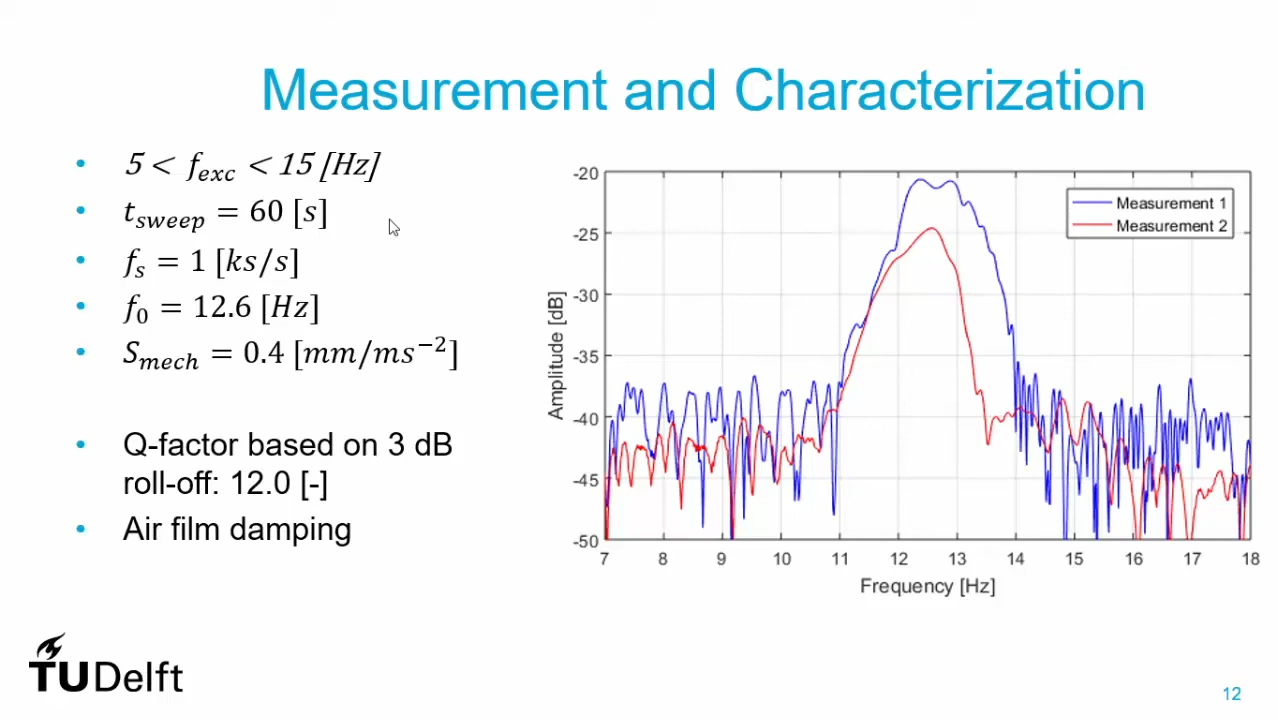 Measurement and Characterization
• 5 < f_exc < 15 [Hz]
• t_sweep = 60 [s]
• f_s = 1 [ks/s]
• f_0 = 12.6 [Hz]
• S_mech = 0.4 [mm/ms⁻²]
• Q-factor based on 3 dB
roll-off: 12.0 [-]
• Air film damping
Measurement 1
Measurement 2
Amplitude [dB]
-20
-25
-30
-35
-40
-45
-50
7 8 9 10 11 12 13 14 15 16 17 18
Frequency [Hz]
TU Delft
12